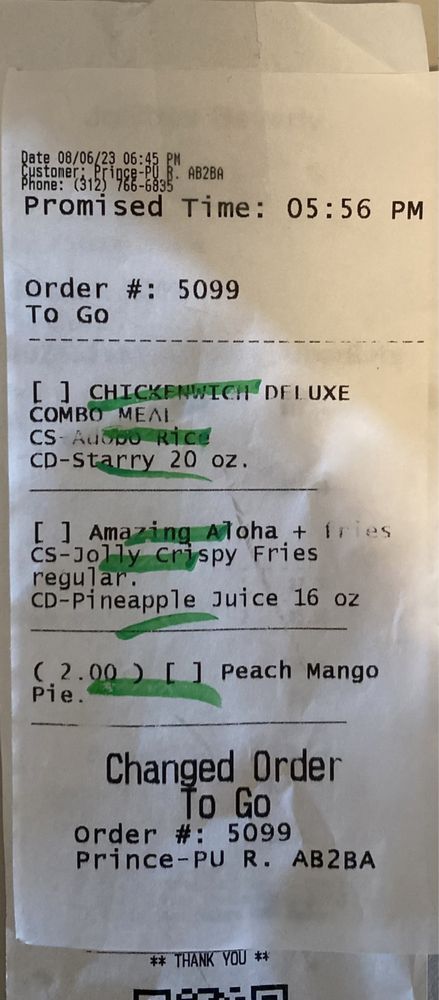 Date 08/06/23 06:45 PM
Customer: Prince-PU R. AB2BA
Phone: (312) 766-6835
Promised Time: 05:56 PM
Order #: 5099
To Go
[ ] CHICKENWICH DELUXE
COMBO MEAL
CS-Adobo Rice
CD-Starry 20 oz.
[ ] Amazing Aloha + fries
CS-Jolly Crispy Fries
regular.
CD-Pineapple Juice 16 oz
( 2.00 ) [ ] Peach Mango
Pie.
Changed Order
To Go
Order #: 5099
Prince-PU R. AB2BA
** THANK YOU **